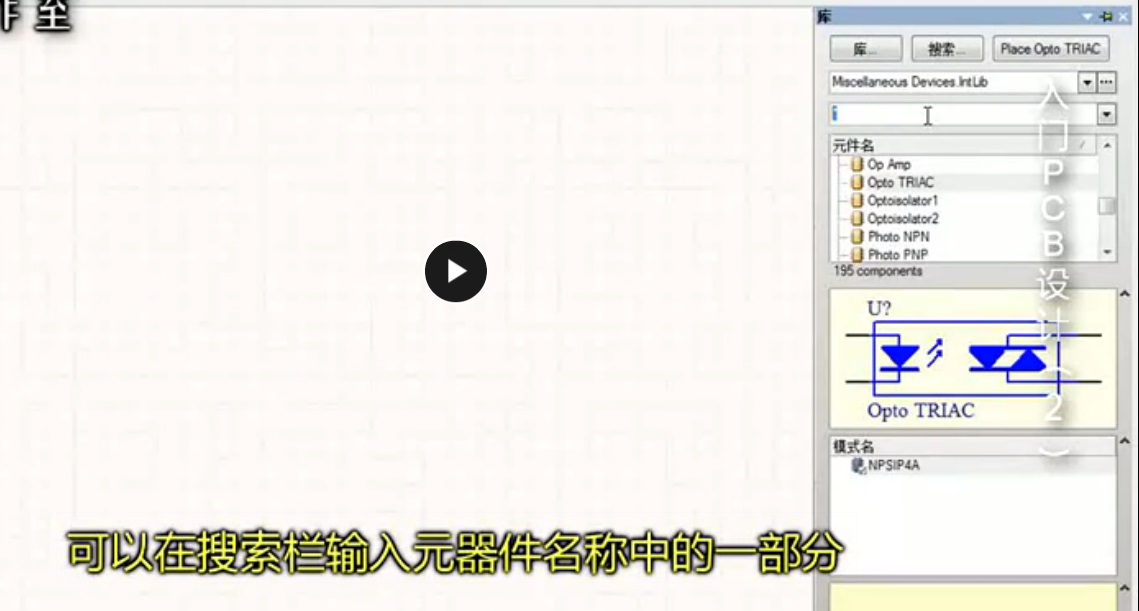 作 室
库
库...
搜索...
Place Opto TRIAC
Miscellaneous Devices.IntLib
...
*
元件名
Op Amp
Opto TRIAC
Optoisolator1
Optoisolator2
Photo NPN
Photo PNP
195 components
U?
Opto TRIAC
模式名
NPSIP4A
入门PCB设计(2)
可以在搜索栏输入元器件名称中的一部分